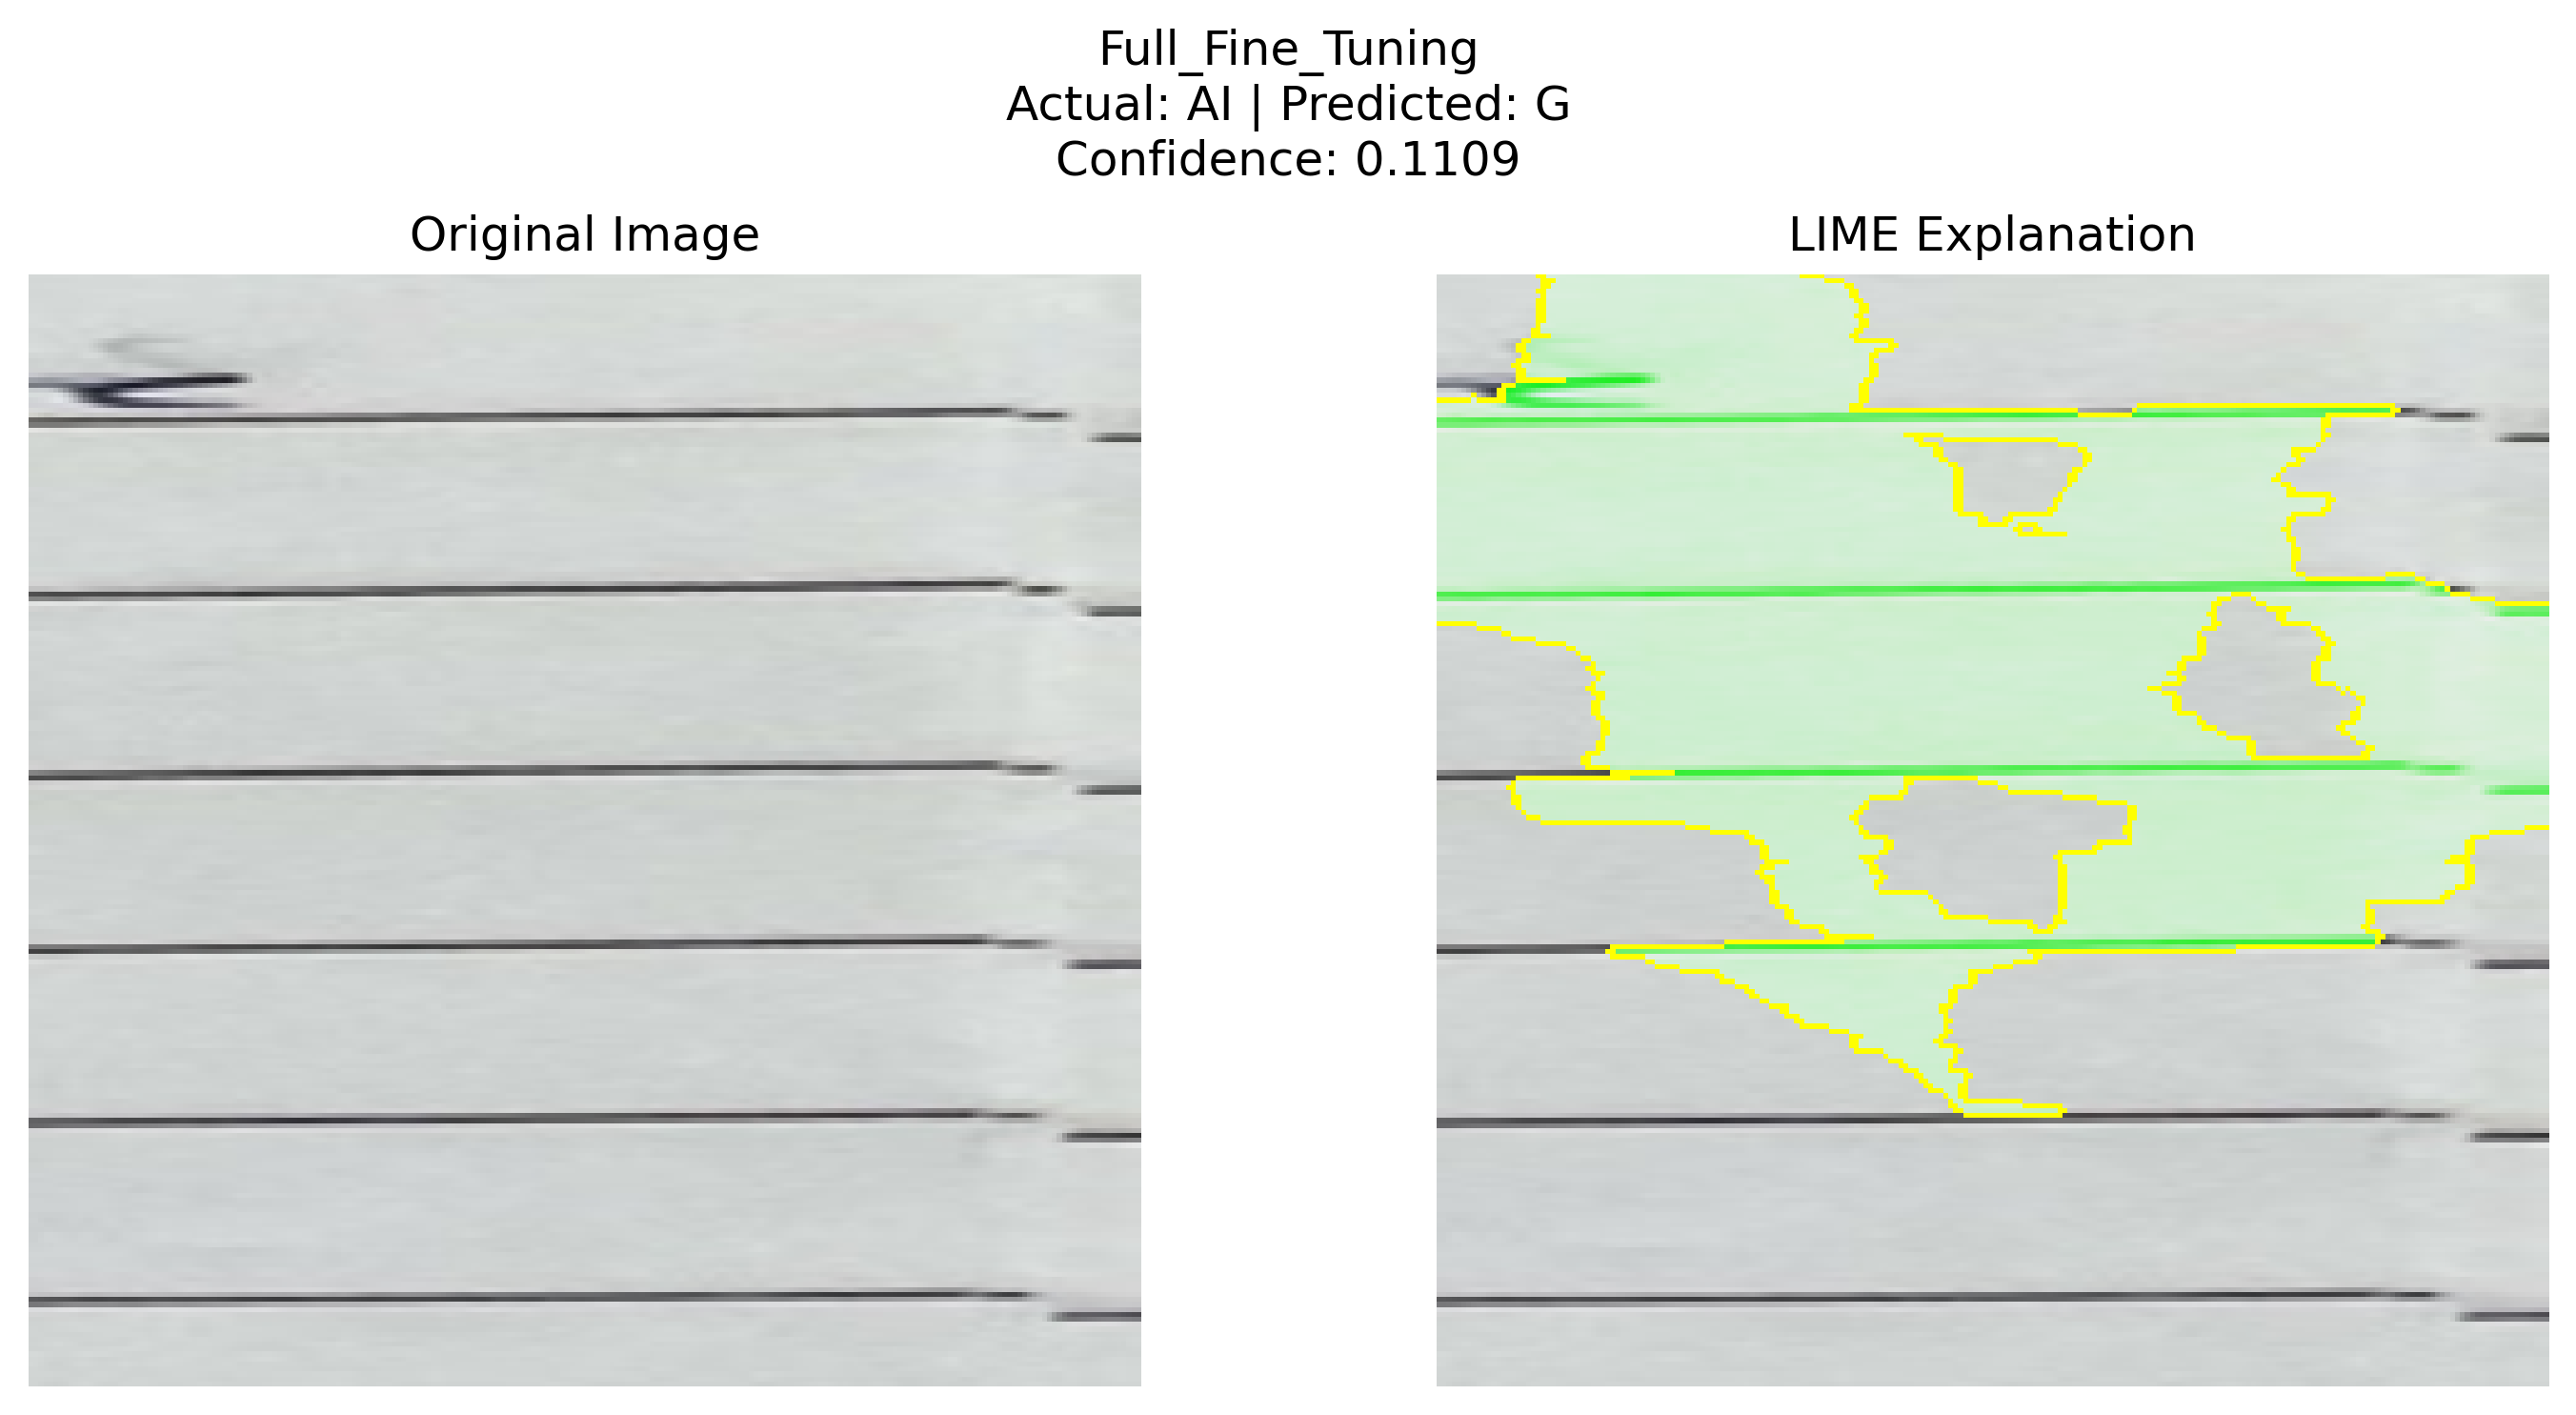 Full_Fine_Tuning
Actual: AI | Predicted: G
Confidence: 0.1109
Original Image
LIME Explanation